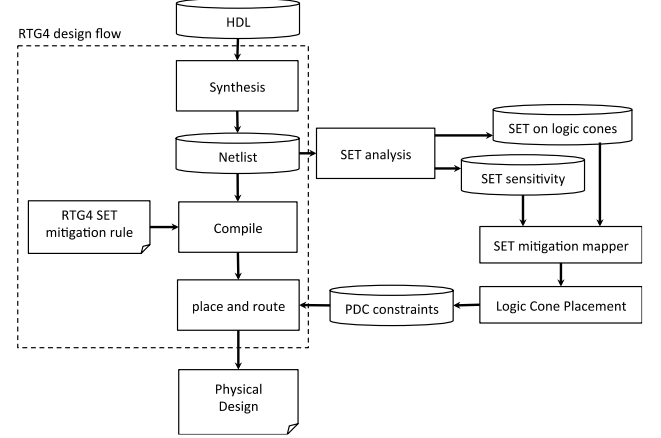 HDL
RTG4 design flow
Synthesis
Netlist
SET analysis
SET on logic cones
SET sensitivity
RTG4 SET
mitigation rule
Compile
SET mitigation mapper
place and route
PDC constraints
Logic Cone Placement
Physical
Design